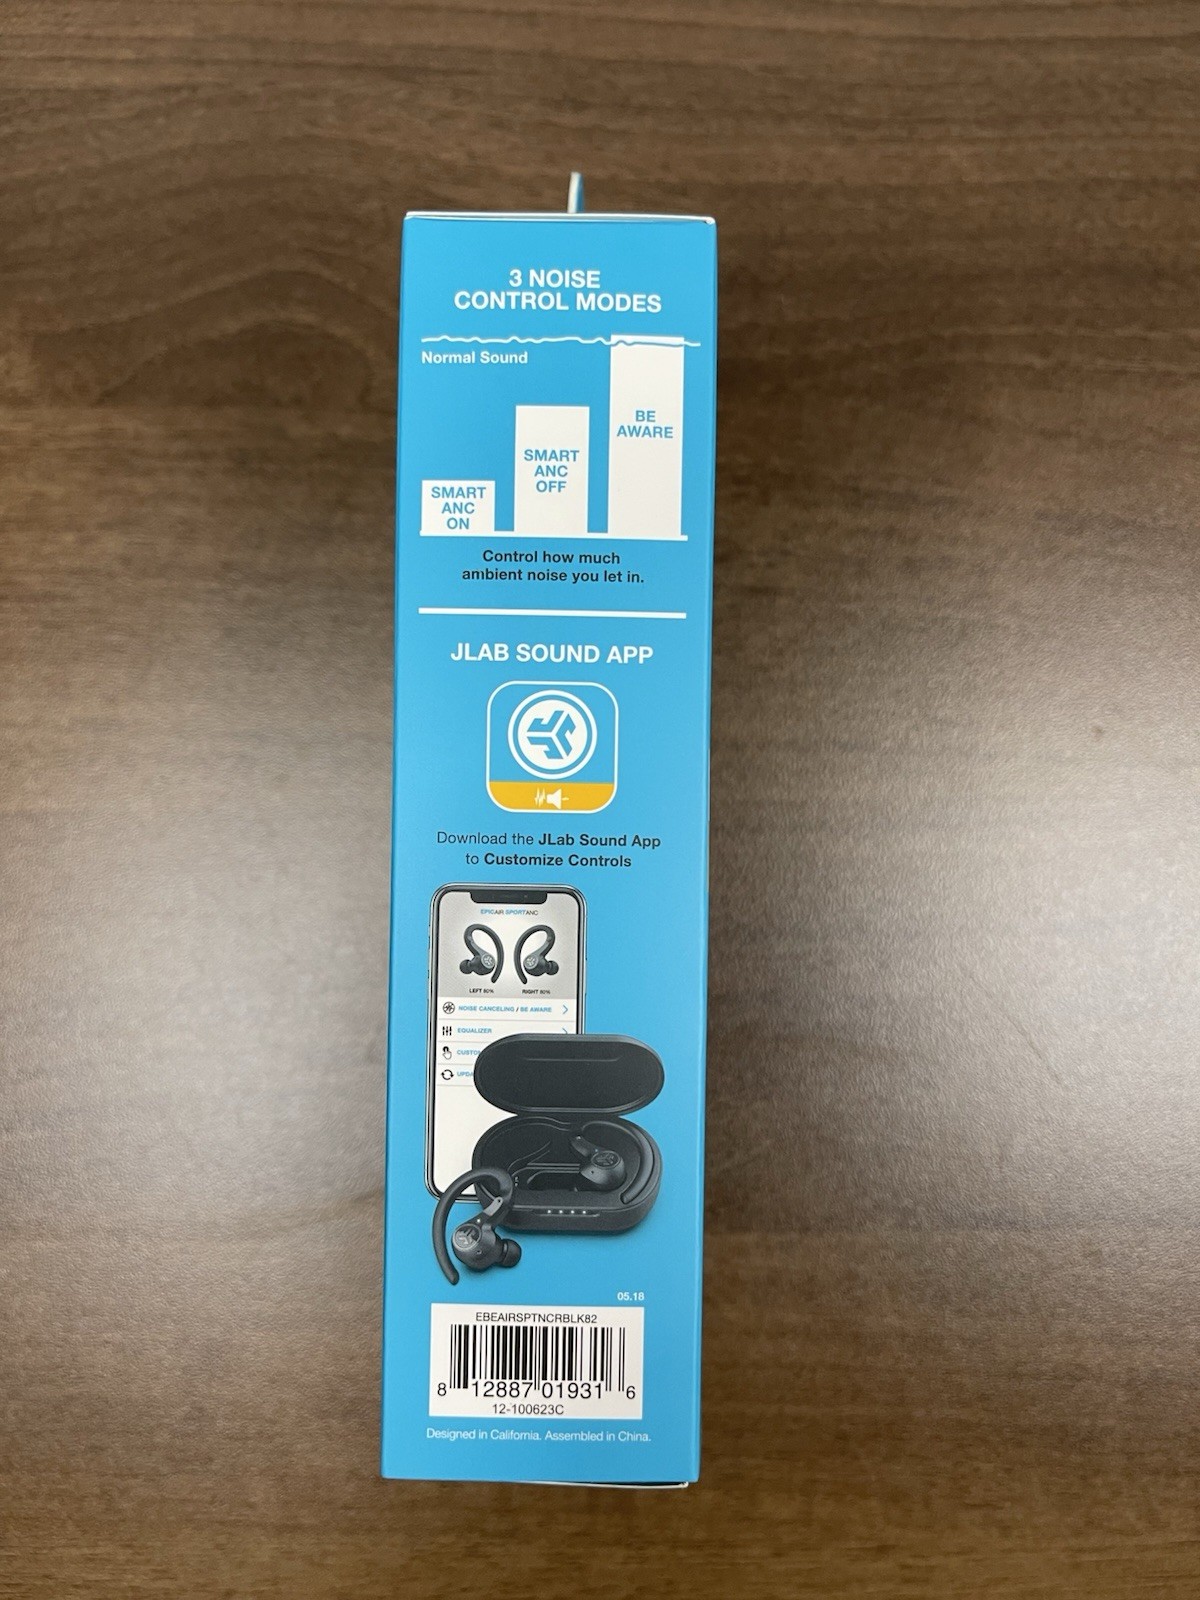 3 NOISE
CONTROL MODES
Normal Sound
BE
AWARE
SMART
ANC
OFF
SMART
ANC
ON
Control how much
ambient noise you let in.
JLAB SOUND APP
Download the JLab Sound App
to Customize Controls
EPICAIR SPORTANC
LEFT 80% RIGHT 80%
NOISE CANCELING / BE AWARE
EQUALIZER
CUSTO
UPDA
05.18
EBEAIRSPTNCRBLK82
8 12887 01931 6
12-100623C
Designed in California. Assembled in China.